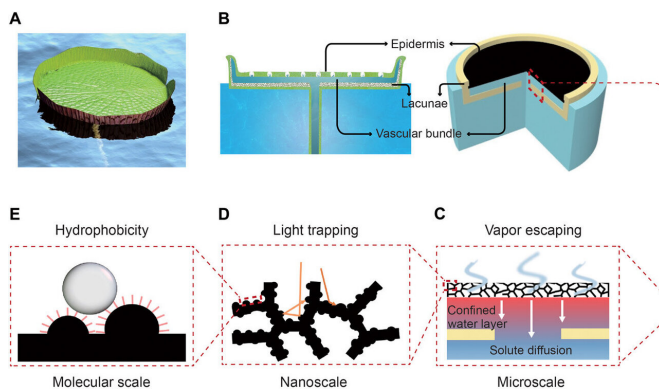 A
B
Epidermis
Lacunae
Vascular bundle
E
Hydrophobicity
D
Light trapping
C
Vapor escaping
Confined
water layer
Solute diffusion
Molecular scale
Nanoscale
Microscale